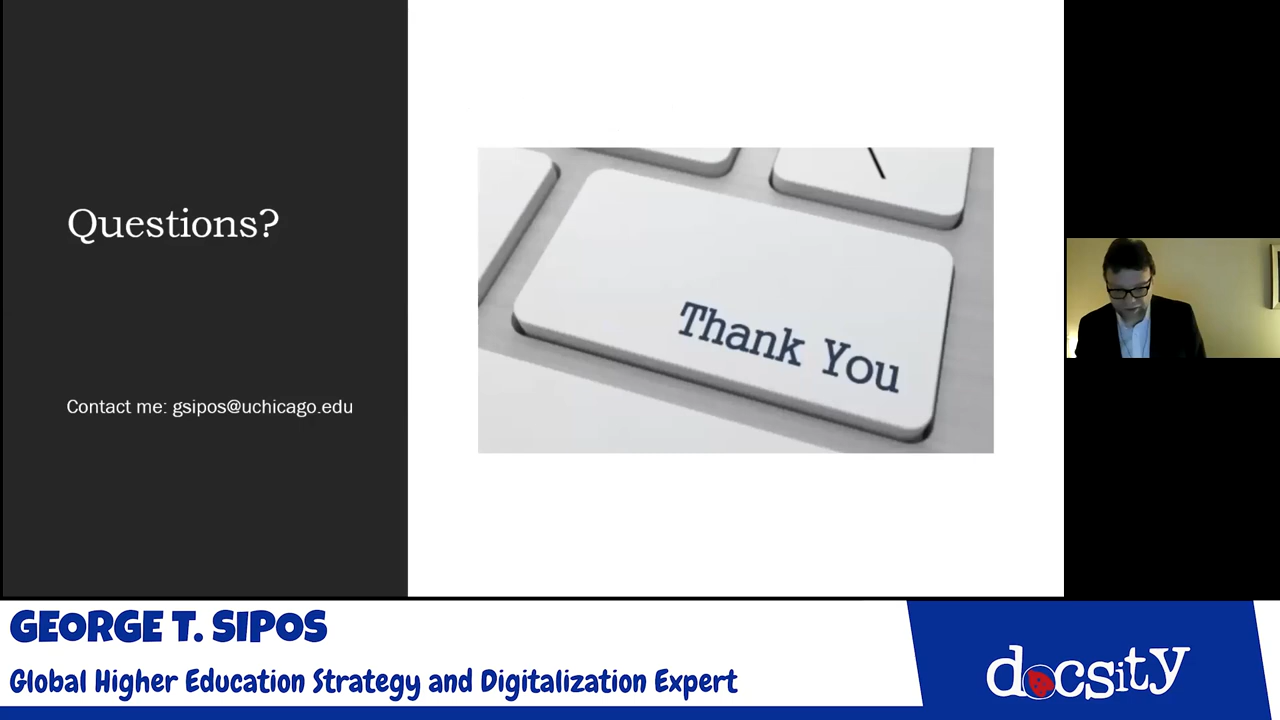 Questions?
Contact me: gsipos@uchicago.edu
Thank You
GEORGE T. SIPOS
Global Higher Education Strategy and Digitalization Expert
docsity